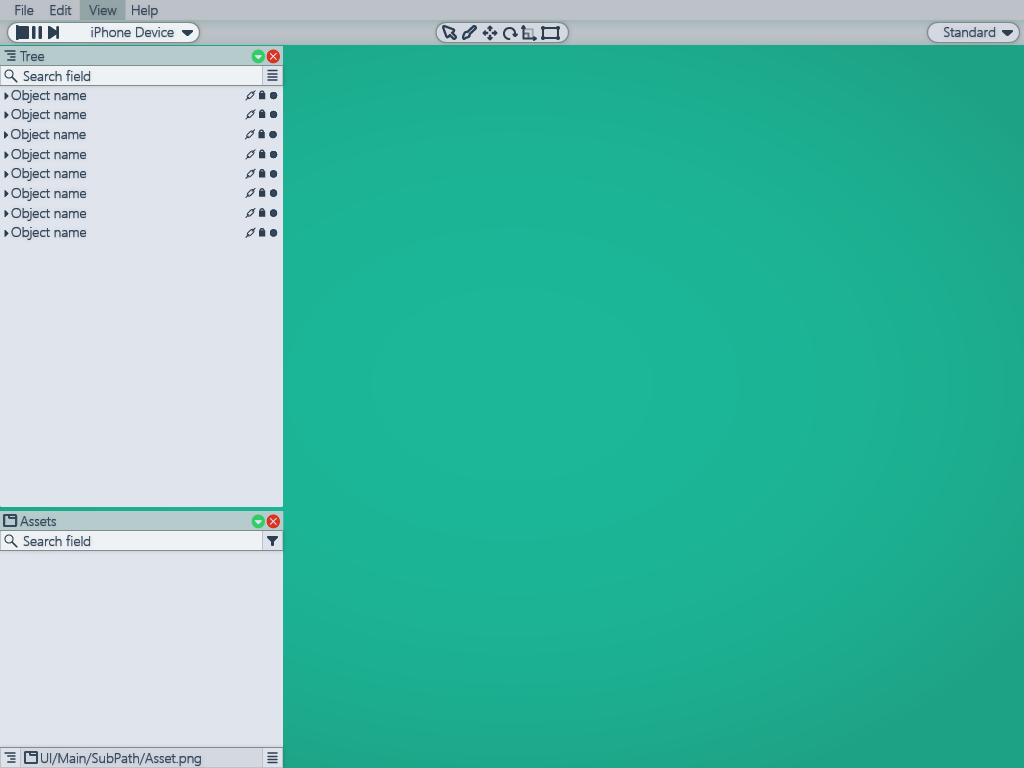 File Edit View Help
iPhone Device Standard
Tree
Search field
Object name
Object name
Object name
Object name
Object name
Object name
Object name
Object name
Assets
Search field
UI/Main/SubPath/Asset.png